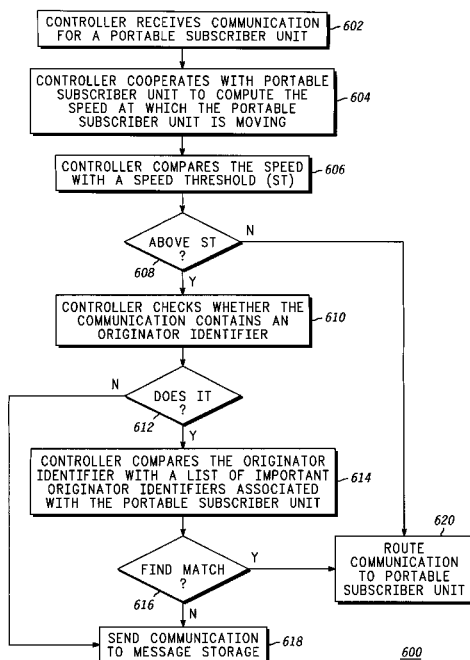 CONTROLLER RECEIVES COMMUNICATION
FOR A PORTABLE SUBSCRIBER UNIT
602
CONTROLLER COOPERATES WITH PORTABLE
SUBSCRIBER UNIT TO COMPUTE THE
SPEED AT WHICH THE PORTABLE
SUBSCRIBER UNIT IS MOVING
604
CONTROLLER COMPARES THE SPEED
WITH A SPEED THRESHOLD (ST)
606
ABOVE ST
?
608
N
Y
CONTROLLER CHECKS WHETHER THE
COMMUNICATION CONTAINS AN
ORIGINATOR IDENTIFIER
610
N
DOES IT
?
612
Y
CONTROLLER COMPARES THE ORIGINATOR
IDENTIFIER WITH A LIST OF IMPORTANT
ORIGINATOR IDENTIFIERS ASSOCIATED
WITH THE PORTABLE SUBSCRIBER UNIT
614
FIND MATCH
?
616
Y
N
620
ROUTE
COMMUNICATION
TO PORTABLE
SUBSCRIBER UNIT
SEND COMMUNICATION
TO MESSAGE STORAGE
618
600